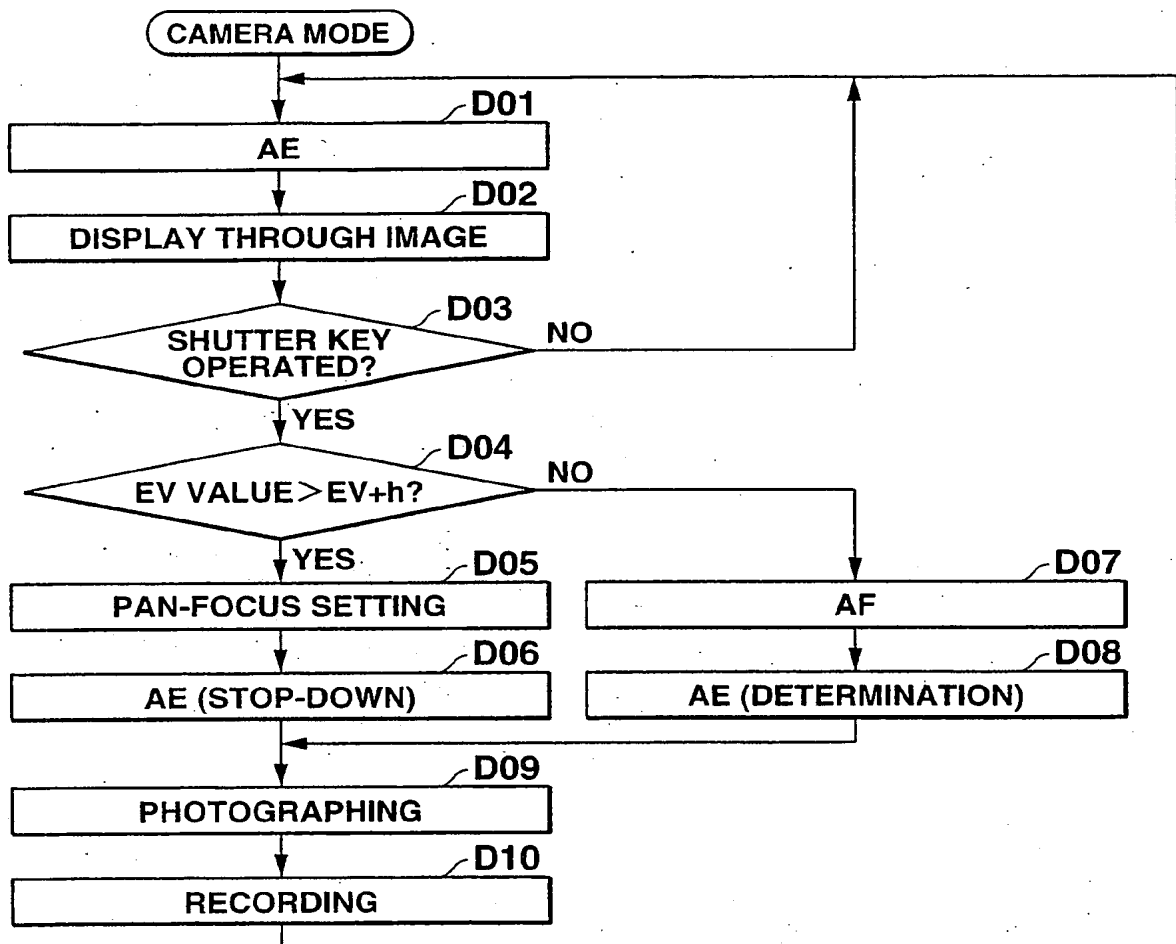 CAMERA MODE
D01
AE
D02
DISPLAY THROUGH IMAGE
D03
SHUTTER KEY
OPERATED?
NO
YES
D04
EV VALUE>EV+h?
NO
YES
D05
PAN-FOCUS SETTING
D07
AF
D06
AE (STOP-DOWN)
D08
AE (DETERMINATION)
D09
PHOTOGRAPHING
D10
RECORDING